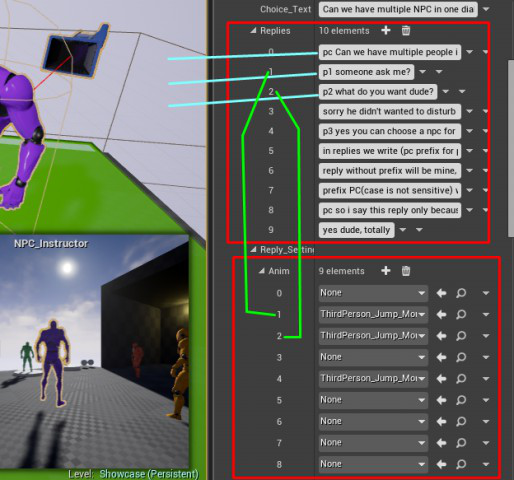 Choice_Text Can we have multiple NPC in one dia
Replies 10 elements
0 pc Can we have multiple people i
1 p1 someone ask me?
2 p2 what do you want dude?
3 sorry he didn't wanted to disturb
4 p3 yes you can choose a npc for
5 in replies we write (pc prefix for
6 reply without prefix will be mine,
7 prefix PC(case is not sensitive)
8 pc so i say this reply only
9 yes dude, totally
Anim 9 elements
0 None
1
2
3 None
4
5 None
6 None
7 None
8 None
NPC_Instructor
Level: Showcase (Persistent)